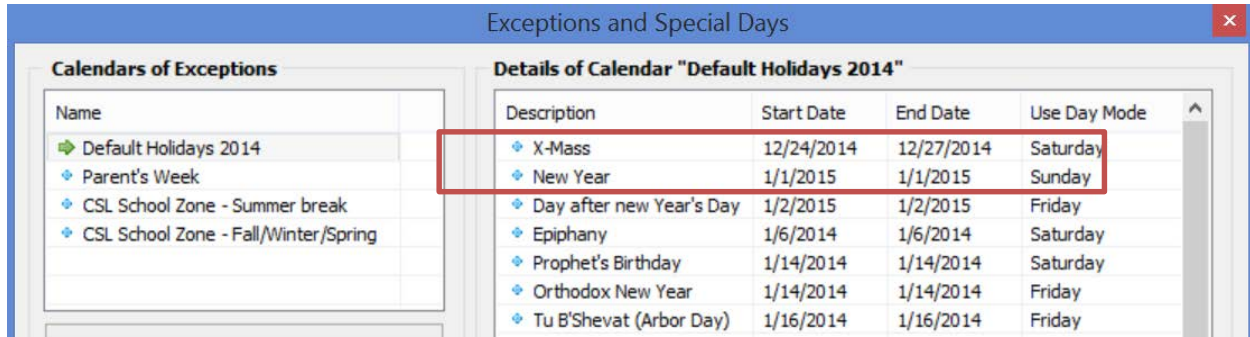 Exceptions and Special Days
Calendars of Exceptions
Name
Default Holidays 2014
Parent's Week
CSL School Zone - Summer break
CSL School Zone - Fall/Winter/Spring
Details of Calendar "Default Holidays 2014"
Description Start Date End Date Use Day Mode
X-Mass 12/24/2014 12/27/2014 Saturday
New Year 1/1/2015 1/1/2015 Sunday
Day after new Year's Day 1/2/2015 1/2/2015 Friday
Epiphany 1/6/2014 1/6/2014 Saturday
Prophet's Birthday 1/14/2014 1/14/2014 Saturday
Orthodox New Year 1/14/2014 1/14/2014 Friday
Tu B'Shevat (Arbor Day) 1/16/2014 1/16/2014 Friday